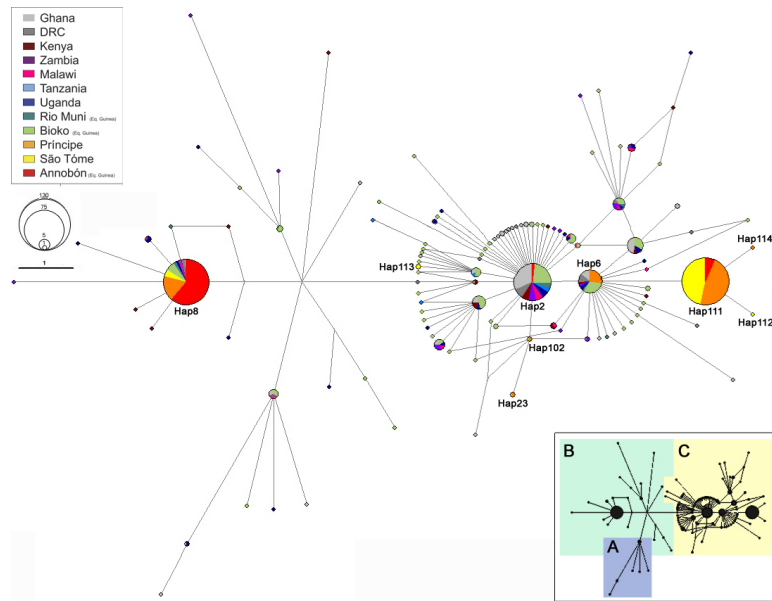 Ghana
DRC
Kenya
Zambia
Malawi
Tanzania
Uganda
Rio Muni (Eq. Guinea)
Bioko (Eq. Guinea)
Príncipe
São Tóme
Annobón (Eq. Guinea)
130
75
5
1
1
Hap113
Hap6
Hap114
Hap8
Hap2
Hap111
Hap112
Hap102
Hap23
B
C
A